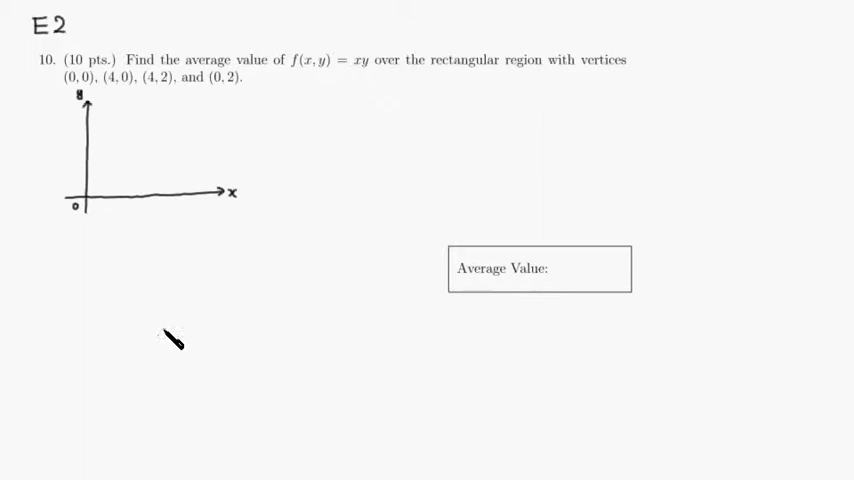 E2
10. (10 pts.) Find the average value of f(x, y) = xy over the rectangular region with vertices
(0, 0), (4, 0), (4, 2), and (0, 2).
y
x
0
Average Value: